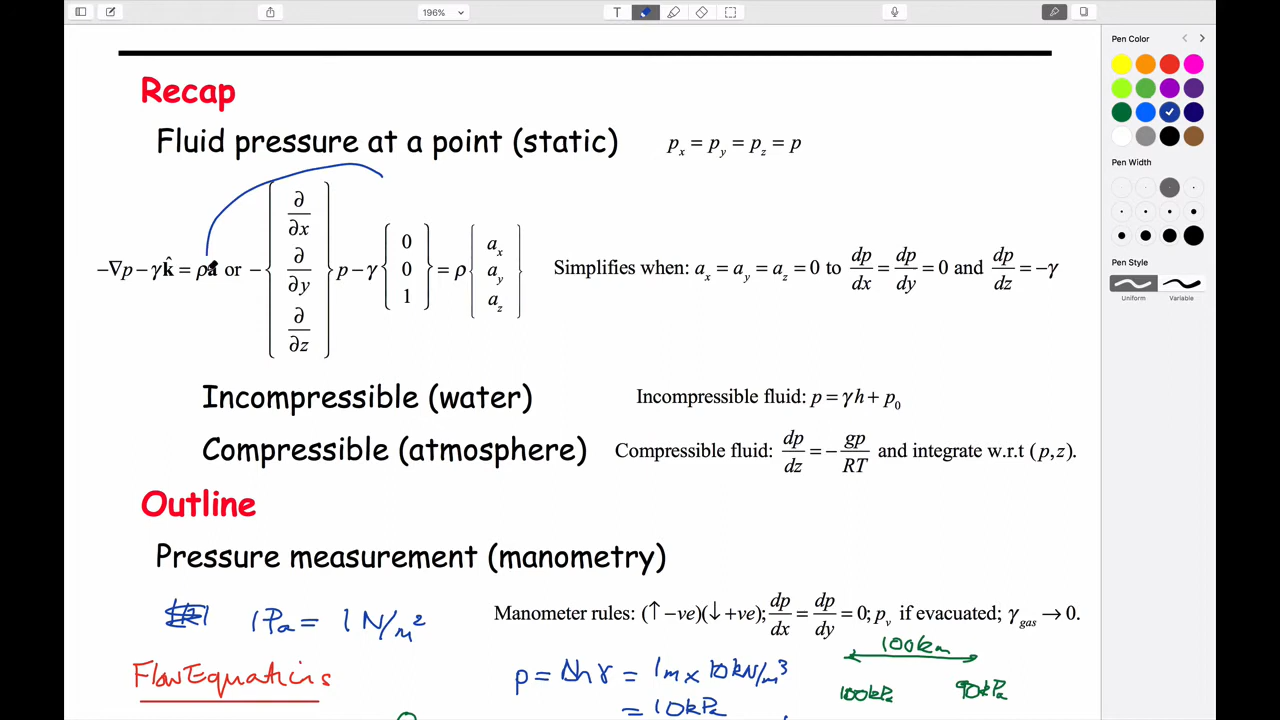 196%
T
Pen Color
Recap
Fluid pressure at a point (static) p_x = p_y = p_z = p
−∇p − γk̂ = ρa or − { ∂/∂x ∂/∂y ∂/∂z } p − γ { 0 0 1 } = ρ { a_x a_y a_z } Simplifies when: a_x = a_y = a_z = 0 to dp/dx = dp/dy = 0 and dp/dz = −γ
Pen Width
Pen Style
Uniform Variable
Incompressible (water) Incompressible fluid: p = γh + p_0
Compressible (atmosphere) Compressible fluid: dp/dz = − gp/RT and integrate w.r.t (p,z).
Outline
Pressure measurement (manometry)
1Pa = 1 N/m²
Manometer rules: (↑ −ve)(↓ +ve); dp/dx = dp/dy = 0; p_v if evacuated; γ_gas → 0.
100km
Flow Equations
p = Δh γ = 1m x 10kN/m³
100kPa 90kPa
= 10kPa